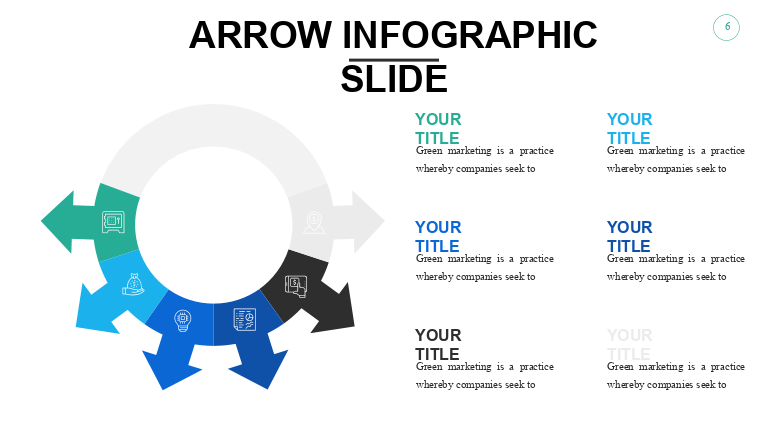 ARROW INFOGRAPHIC
SLIDE
6
YOUR
TITLE
Green marketing is a practice
whereby companies seek to
YOUR
TITLE
Green marketing is a practice
whereby companies seek to
YOUR
TITLE
Green marketing is a practice
whereby companies seek to
YOUR
TITLE
Green marketing is a practice
whereby companies seek to
YOUR
TITLE
Green marketing is a practice
whereby companies seek to
YOUR
TITLE
Green marketing is a practice
whereby companies seek to